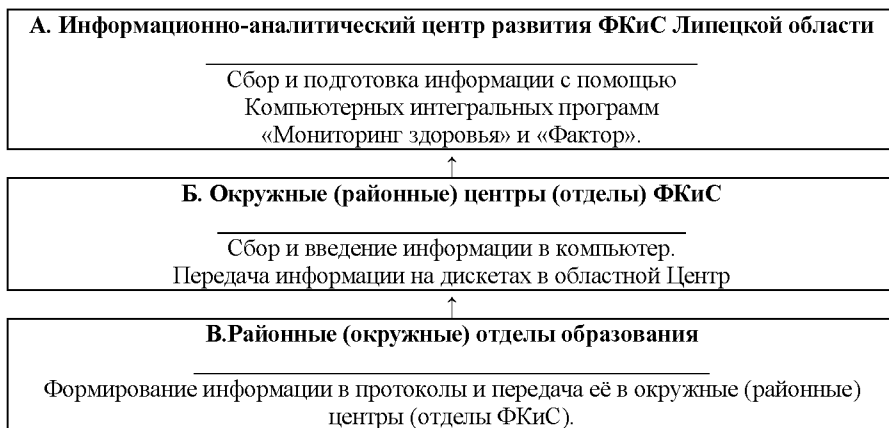 А. Информационно-аналитический центр развития ФКиС Липецкой области
Сбор и подготовка информации с помощью
Компьютерных интегральных программ
«Мониторинг здоровья» и «Фактор».
↑
Б. Окружные (районные) центры (отделы) ФКиС
Сбор и введение информации в компьютер.
Передача информации на дискетах в областной Центр
↑
В.Районные (окружные) отделы образования
Формирование информации в протоколы и передача её в окружные (районные)
центры (отделы ФКиС).